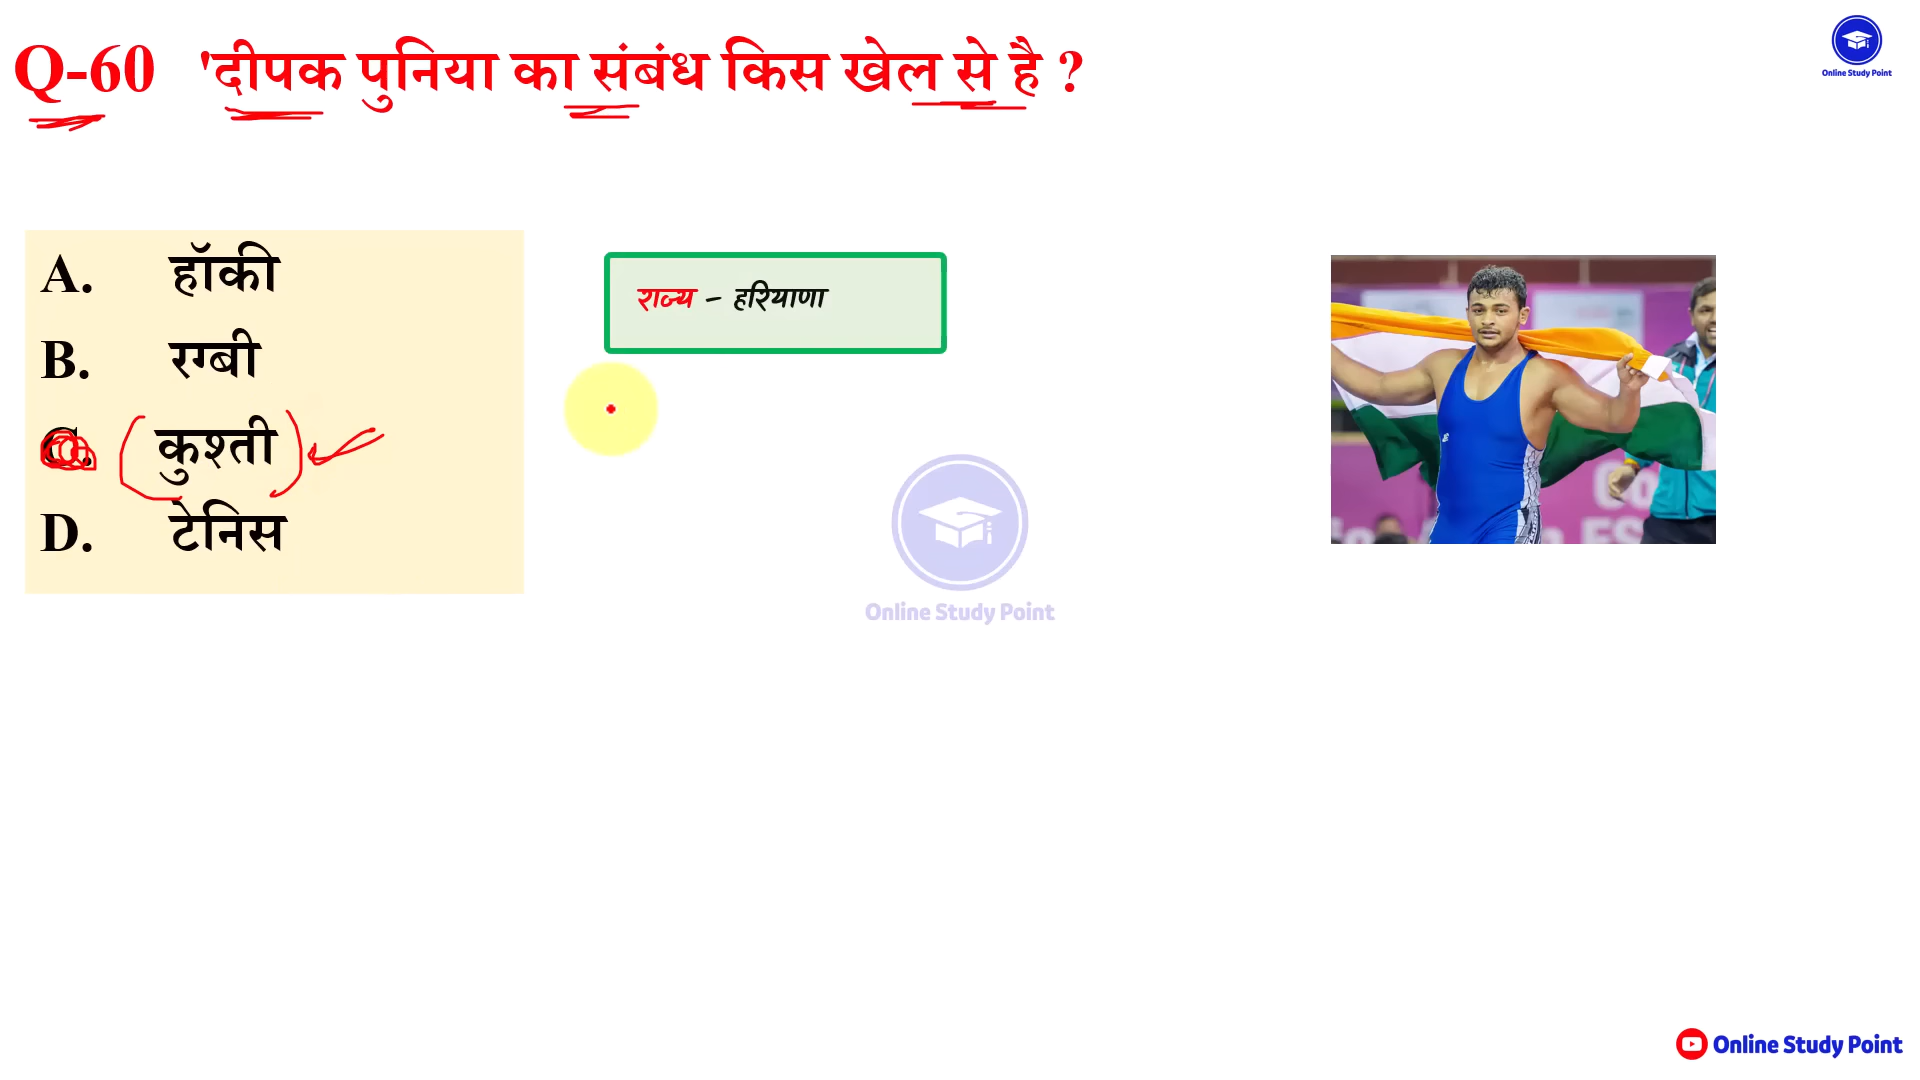 Q-60 'दीपक पुनिया का संबंध किस खेल से है ?
Online Study Point
A. हॉकी
B. रग्बी
C. कुश्ती
D. टेनिस
राज्य – हरियाणा
Online Study Point
Online Study Point